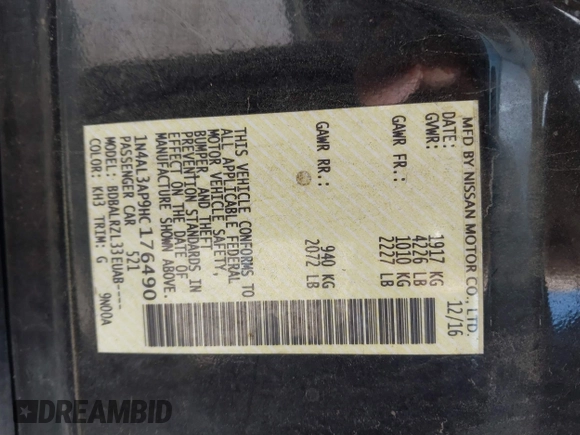 MFD BY NISSAN MOTOR CO., LTD.
DATE: 12/16
GVWR: 1917 KG
4226 LB
GAWR FR.: 1010 KG
2227 LB
GAWR RR.: 940 KG
2072 LB
THIS VEHICLE CONFORMS TO
ALL APPLICABLE FEDERAL
MOTOR VEHICLE SAFETY,
BUMPER, AND THEFT
PREVENTION STANDARDS IN
EFFECT ON THE DATE OF
MANUFACTURE SHOWN ABOVE.
1N4AL3AP9HC176490
PASSENGER CAR 521
MODEL: BDBALRZL33EUAB----
COLOR: KH3 TRIM: G 9N00A
DREAMBID